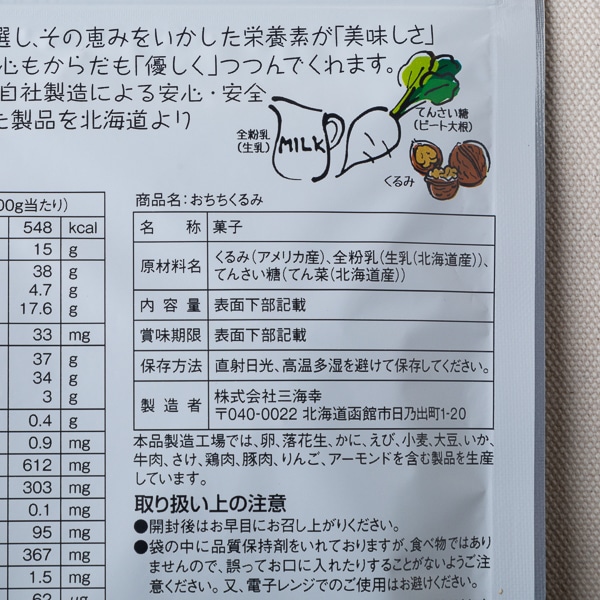 選し、その恵みをいかした栄養素が「美味しさ」
心もからだも「優しく」つつんでくれます。
自社製造による安心・安全
製品を北海道より
全粉乳
(生乳)
MILK
てんさい糖
(ビート大根)
くるみ
00g当たり)
548 kcal
15 g
38 g
4.7 g
17.6 g
33 mg
37 g
34 g
3 g
0.4 g
0.9 mg
612 mg
303 mg
0.1 mg
95 mg
367 mg
1.5 mg
62 μg
商品名:おちちくるみ
名称 菓子
原材料名 くるみ(アメリカ産)、全粉乳(生乳(北海道産))、
てんさい糖(てん菜(北海道産))
内容量 表面下部記載
賞味期限 表面下部記載
保存方法 直射日光、高温多湿を避けて保存してください。
製造者 株式会社三海幸
〒040-0022 北海道函館市日乃出町1-20
本品製造工場では、卵、落花生、かに、えび、小麦、大豆、いか、
牛肉、さけ、鶏肉、豚肉、りんご、アーモンドを含む製品を生産
しています。
取り扱い上の注意
●開封後はお早目にお召し上がりください。
●袋の中に品質保持剤をいれておりますが、食べ物ではあり
ませんので、誤ってお口に入れたりすることがないようご注
意ください。又、電子レンジでのご使用はお避けください。